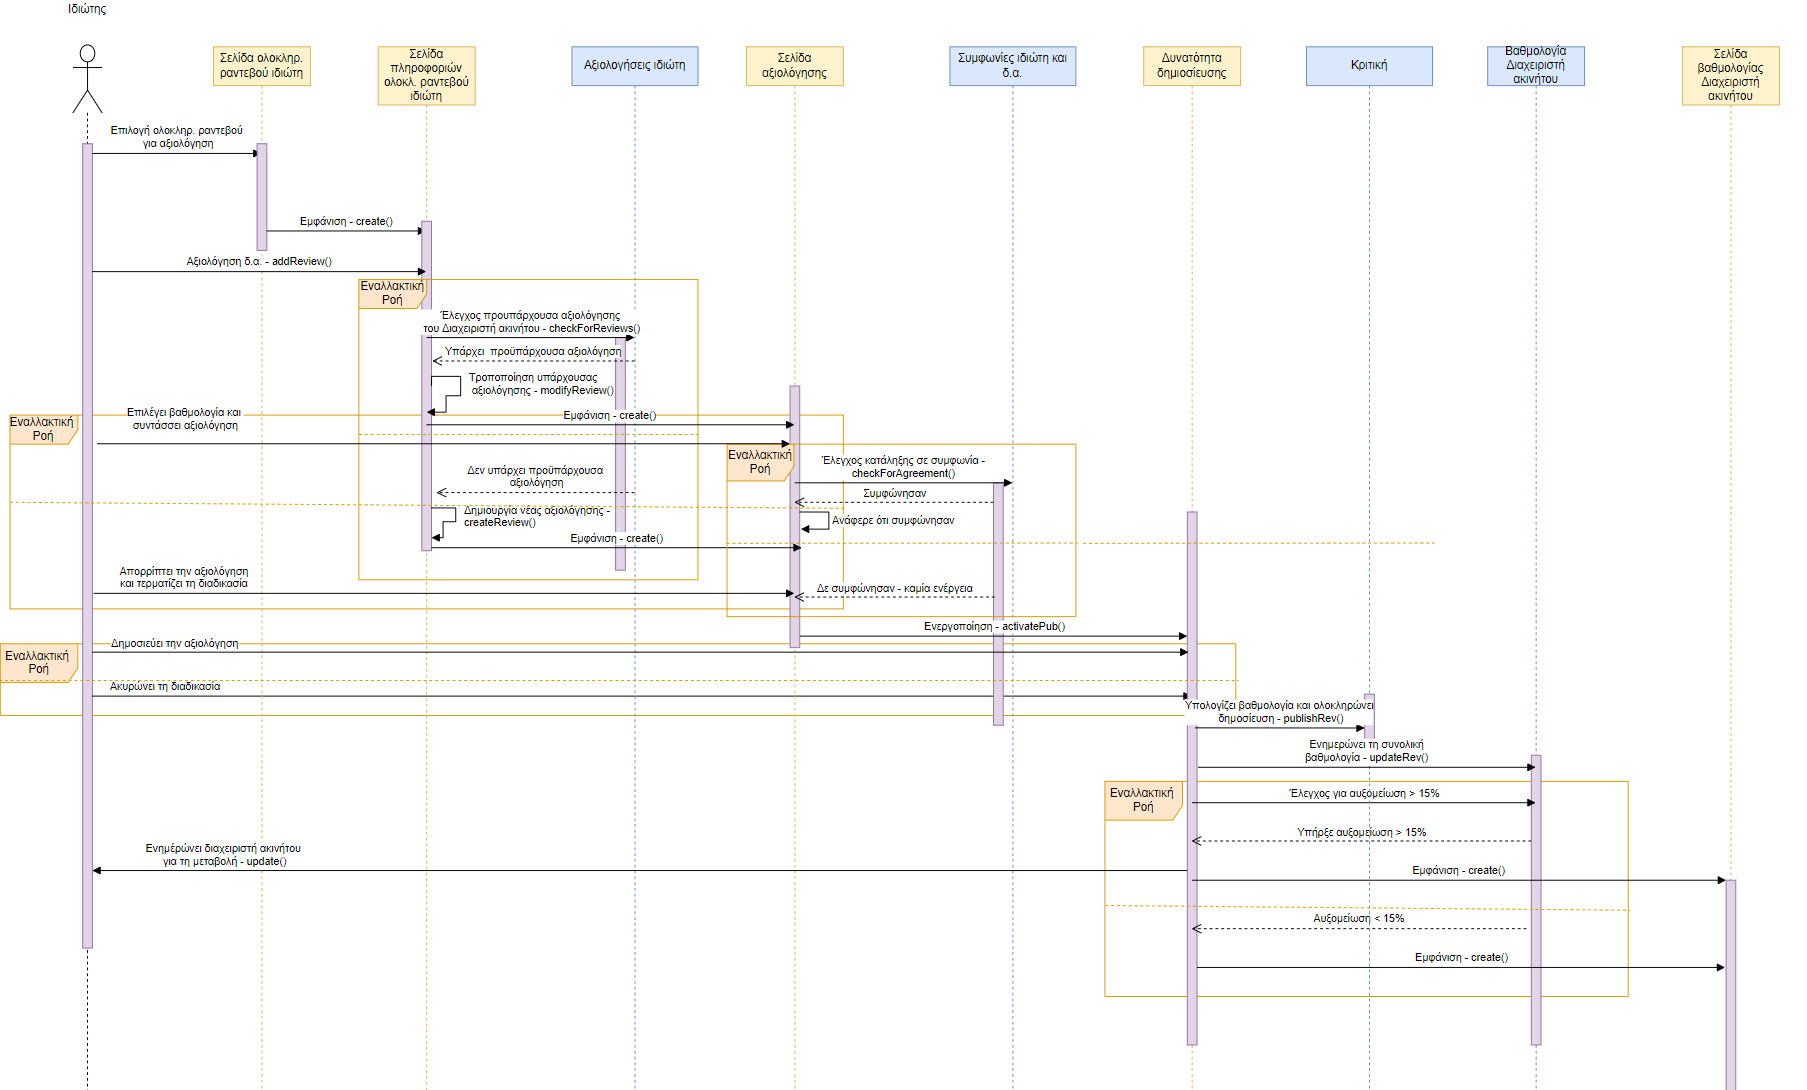 Ιδιώτης
Σελίδα ολοκληρ.
ραντεβού ιδιώτη
Σελίδα
πληροφοριών
ολοκλ. ραντεβού
ιδιώτη
Αξιολογήσεις ιδιώτη
Σελίδα
αξιολόγησης
Συμφωνίες ιδιώτη και
δ.α.
Δυνατότητα
δημοσίευσης
Κριτική
Βαθμολογία
Διαχειριστή
ακινήτου
Σελίδα
βαθμολογίας
Διαχειριστή
ακινήτου
Επιλογή ολοκληρ. ραντεβού
για αξιολόγηση
Εμφάνιση - create()
Αξιολόγηση δ.α. - addReview()
Εναλλακτική
Ροή
Έλεγχος προυπάρχουσα αξιολόγησης
του Διαχειριστή ακινήτου - checkForReviews()
Υπάρχει προϋπάρχουσα αξιολόγηση
Τροποποίηση υπάρχουσας
αξιολόγησης - modifyReview()
Εμφάνιση - create()
Εναλλακτική
Ροή
Επιλέγει βαθμολογία και
συντάσσει αξιολόγηση
Εναλλακτική
Ροή
Έλεγχος κατάληξης σε συμφωνία -
checkForAgreement()
Δεν υπάρχει προϋπάρχουσα
αξιολόγηση
Συμφώνησαν
Δημιουργία νέας αξιολόγησης -
createReview()
Ανάφερε ότι συμφώνησαν
Εμφάνιση - create()
Απορρίπτει την αξιολόγηση
και τερματίζει τη διαδικασία
Δε συμφώνησαν - καμία ενέργεια
Ενεργοποίηση - activatePub()
Εναλλακτική
Ροή
Δημοσιεύει την αξιολόγηση
Ακυρώνει τη διαδικασία
Υπολογίζει βαθμολογία και ολοκληρώνει
δημοσίευση - publishRev()
Ενημερώνει τη συνολική
βαθμολογία - updateRev()
Εναλλακτική
Ροή
Έλεγχος για αυξομείωση > 15%
Υπήρξε αυξομείωση > 15%
Ενημέρώνει διαχειριστή ακινήτου
για τη μεταβολή - update()
Εμφάνιση - create()
Αυξομείωση < 15%
Εμφάνιση - create()